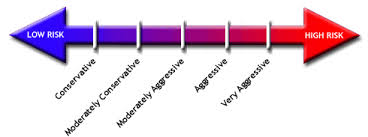 LOW RISK
HIGH RISK
Conservative
Moderately Conservative
Moderately Aggressive
Aggressive
Very Aggressive